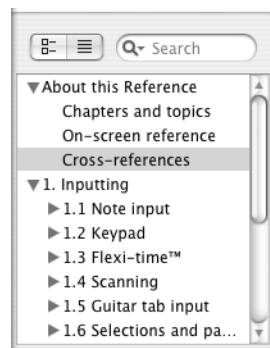 Search
About this Reference
Chapters and topics
On-screen reference
Cross-references
1. Inputting
1.1 Note input
1.2 Keypad
1.3 Flexi-time™
1.4 Scanning
1.5 Guitar tab input
1.6 Selections and pa...